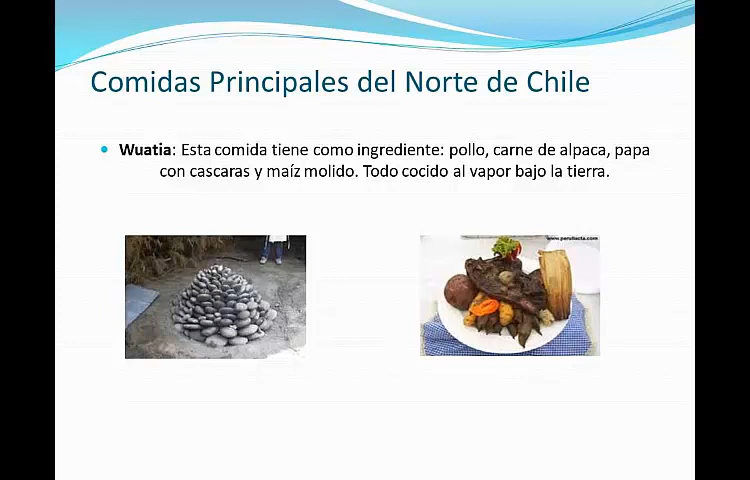 Comidas Principales del Norte de Chile
Wuatia: Esta comida tiene como ingrediente: pollo, carne de alpaca, papa
con cascaras y maíz molido. Todo cocido al vapor bajo la tierra.
www.perullacta.com